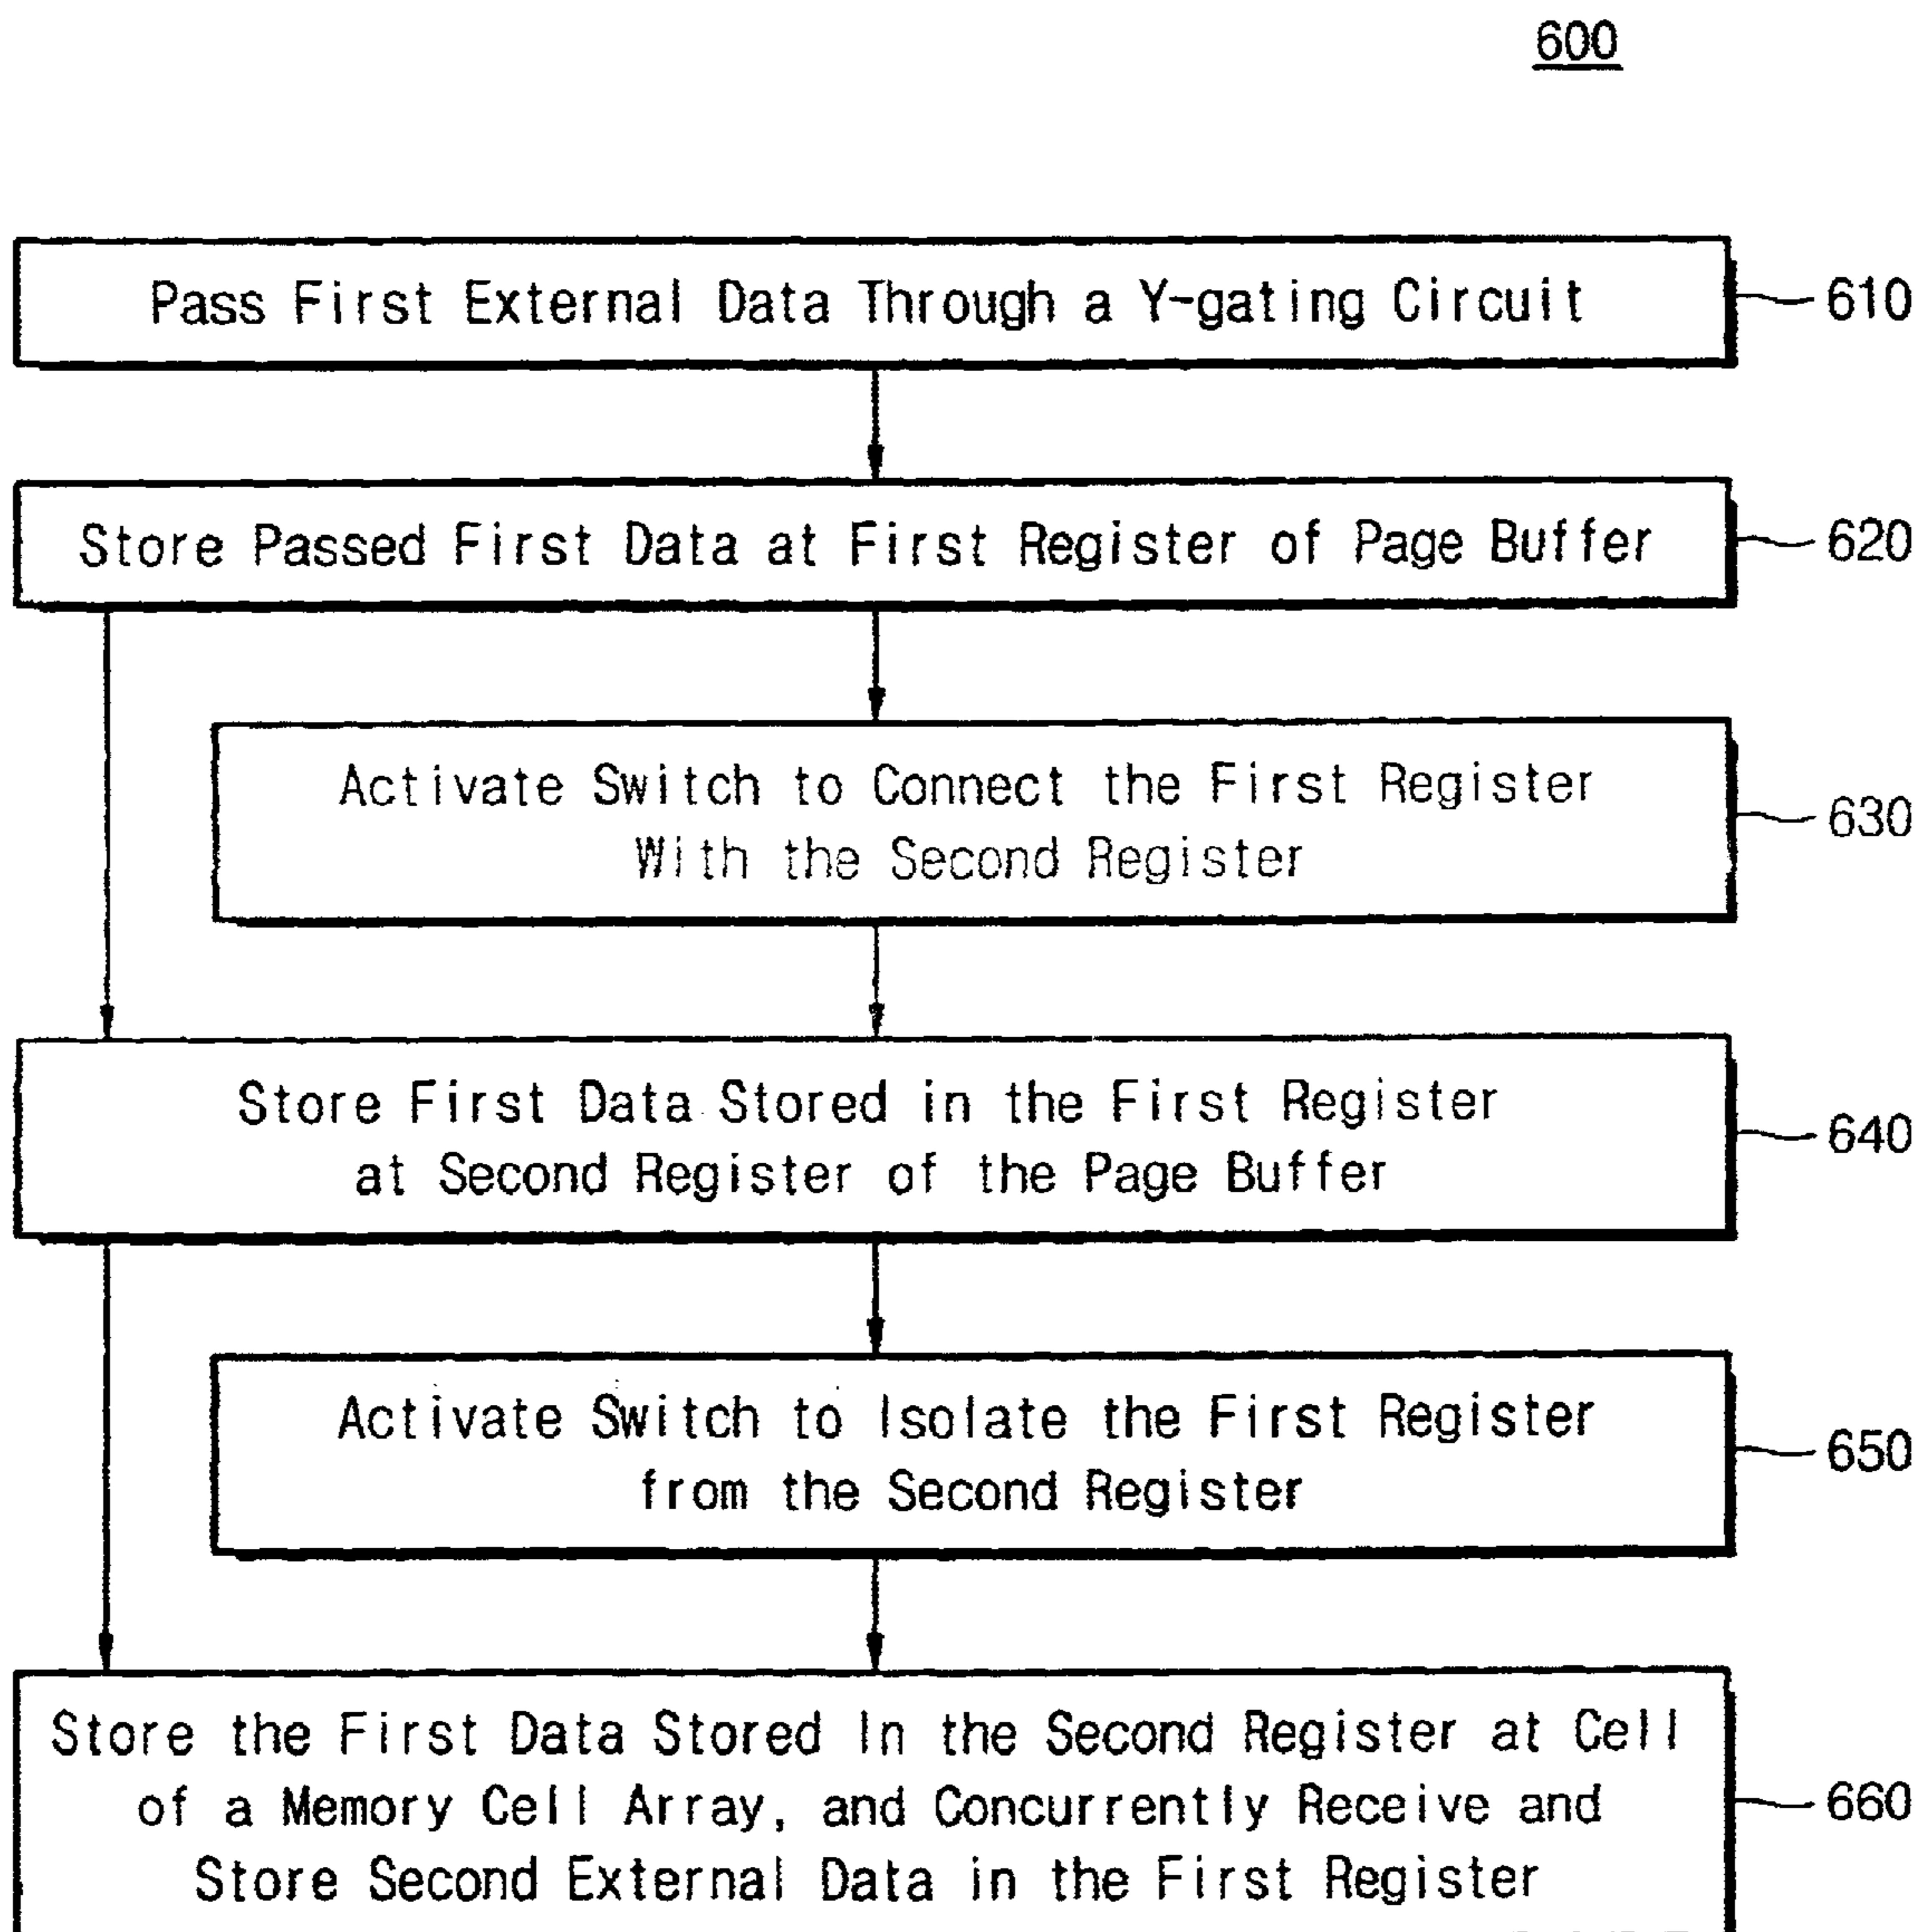 600
Pass First External Data Through a Y-gating Circuit
610
Store Passed First Data at First Register of Page Buffer
620
Activate Switch to Connect the First Register
With the Second Register
630
Store First Data Stored in the First Register
at Second Register of the Page Buffer
640
Activate Switch to Isolate the First Register
from the Second Register
650
Store the First Data Stored In the Second Register at Cell
of a Memory Cell Array, and Concurrently Receive and
Store Second External Data in the First Register
660